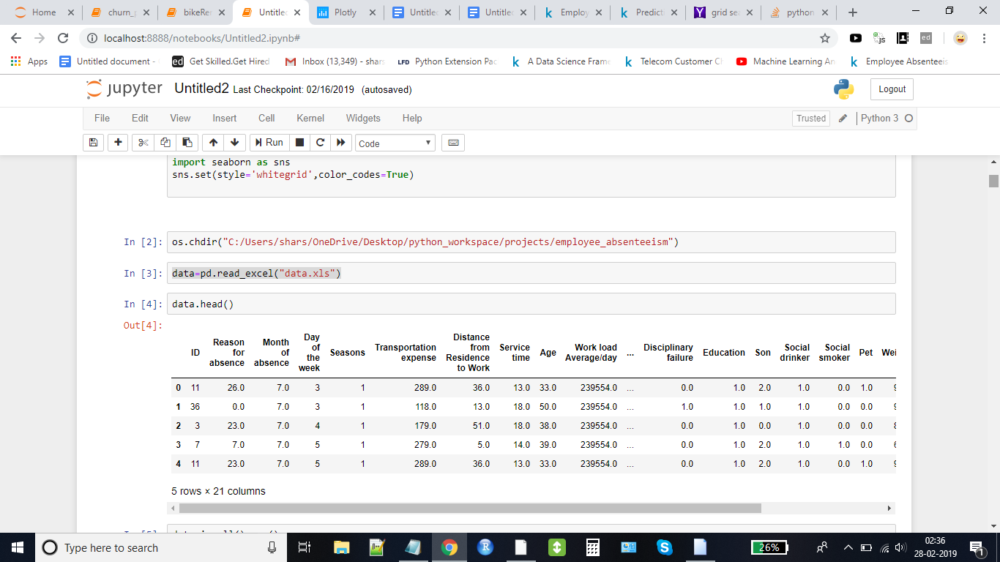 Home
churn_p
bikeRer
Untitled
Plotly
Untitled
Untitled
Employ
Predict
grid se
python
localhost:8888/notebooks/Untitled2.ipynb#
js
ed
Apps
Untitled document -
ed Get Skilled.Get Hired
Inbox (13,349) - shars
LFD Python Extension Pac
k A Data Science Frame
k Telecom Customer Ch
Machine Learning An
k Employee Absenteeis
jupyter Untitled2 Last Checkpoint: 02/16/2019 (autosaved)
Logout
File Edit View Insert Cell Kernel Widgets Help
Trusted
Python 3
Run
Code
import seaborn as sns
sns.set(style='whitegrid',color_codes=True)
In [2]: os.chdir("C:/Users/shars/OneDrive/Desktop/python_workspace/projects/employee_absenteeism")
In [3]: data=pd.read_excel("data.xls")
In [4]: data.head()
Out[4]:
ID Reason for absence Month of absence Day of the week Seasons Transportation expense Distance from Residence to Work Service time Age Work load Average/day ... Disciplinary failure Education Son Social drinker Social smoker Pet Wei
0 11 26.0 7.0 3 1 289.0 36.0 13.0 33.0 239554.0 ... 0.0 1.0 2.0 1.0 0.0 1.0
1 36 0.0 7.0 3 1 118.0 13.0 18.0 50.0 239554.0 ... 1.0 1.0 1.0 1.0 0.0 0.0
2 3 23.0 7.0 4 1 179.0 51.0 18.0 38.0 239554.0 ... 0.0 1.0 0.0 1.0 0.0 0.0
3 7 7.0 7.0 5 1 279.0 5.0 14.0 39.0 239554.0 ... 0.0 1.0 2.0 1.0 1.0 0.0
4 11 23.0 7.0 5 1 289.0 36.0 13.0 33.0 239554.0 ... 0.0 1.0 2.0 1.0 0.0 1.0
5 rows × 21 columns
Type here to search
26%
02:36
28-02-2019
1